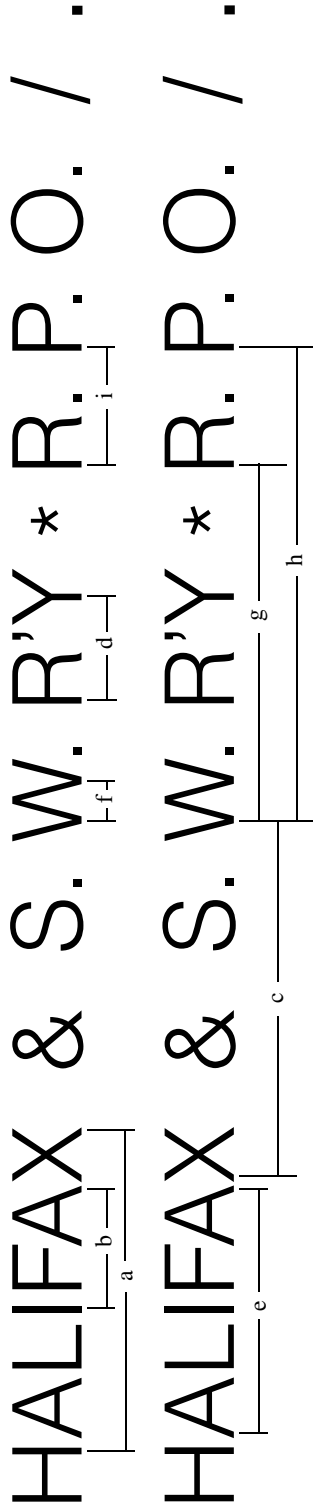 HALIFAX & S. W. R’Y * R. P. O. / .
b f d i
a
HALIFAX & S. W. R’Y * R. P. O. / .
e g
c
h